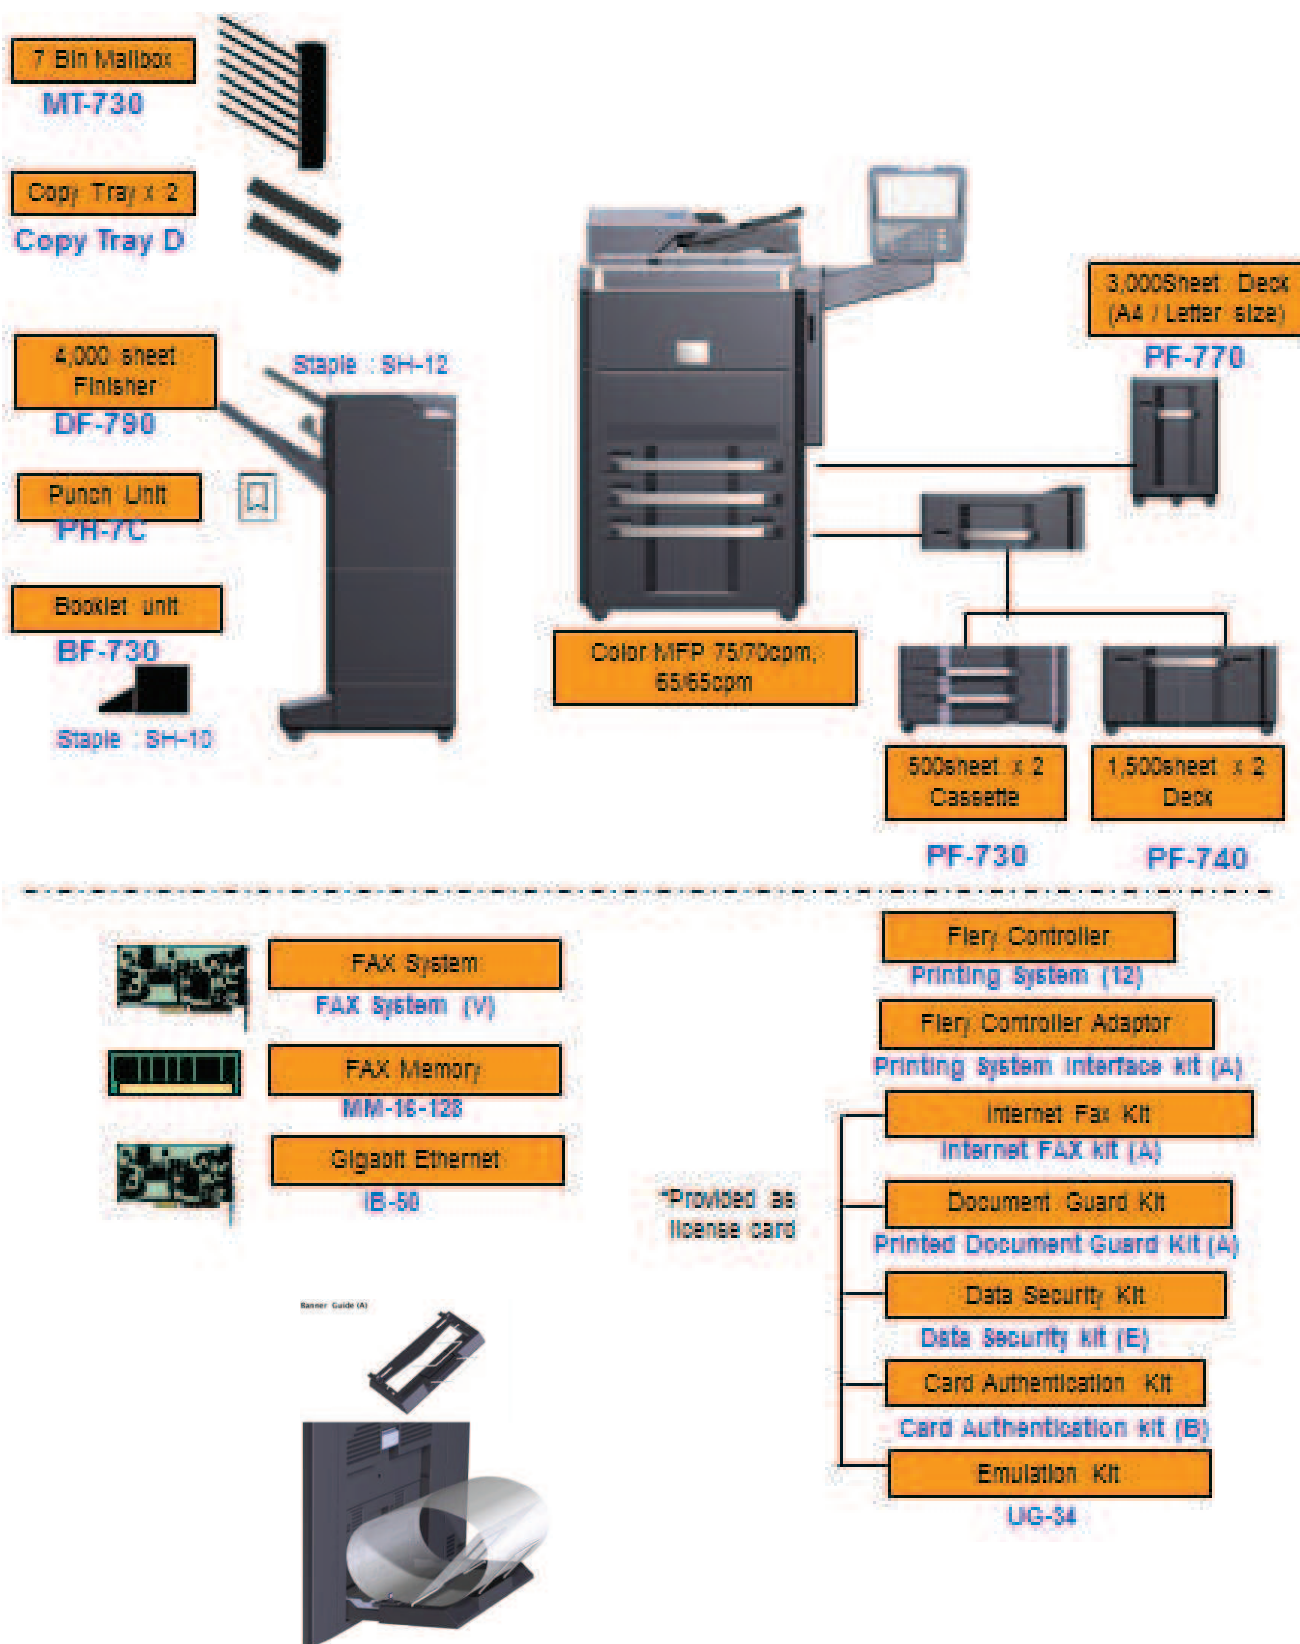 7 Bin Mailbox
MT-730
Copy Tray x 2
Copy Tray D
4,000 sheet
Finisher
DF-790
Staple : SH-12
Punch Unit
PH-7C
Booklet unit
BF-730
Staple : SH-10
Color MFP 75/70cpm,
65/65cpm
3,000Sheet Deck
(A4 / Letter size)
PF-770
500sheet x 2
Cassette
PF-730
1,500sheet x 2
Deck
PF-740
FAX System
FAX System (V)
FAX Memory
MM-16-128
Gigabit Ethernet
IB-50
Banner Guide (A)
Fiery Controller
Printing System (12)
Fiery Controller Adaptor
Printing System Interface kit (A)
*Provided as
license card
Internet Fax Kit
Internet FAX kit (A)
Document Guard Kit
Printed Document Guard Kit (A)
Data Security Kit
Data Security kit (E)
Card Authentication Kit
Card Authentication kit (B)
Emulation Kit
UG-34